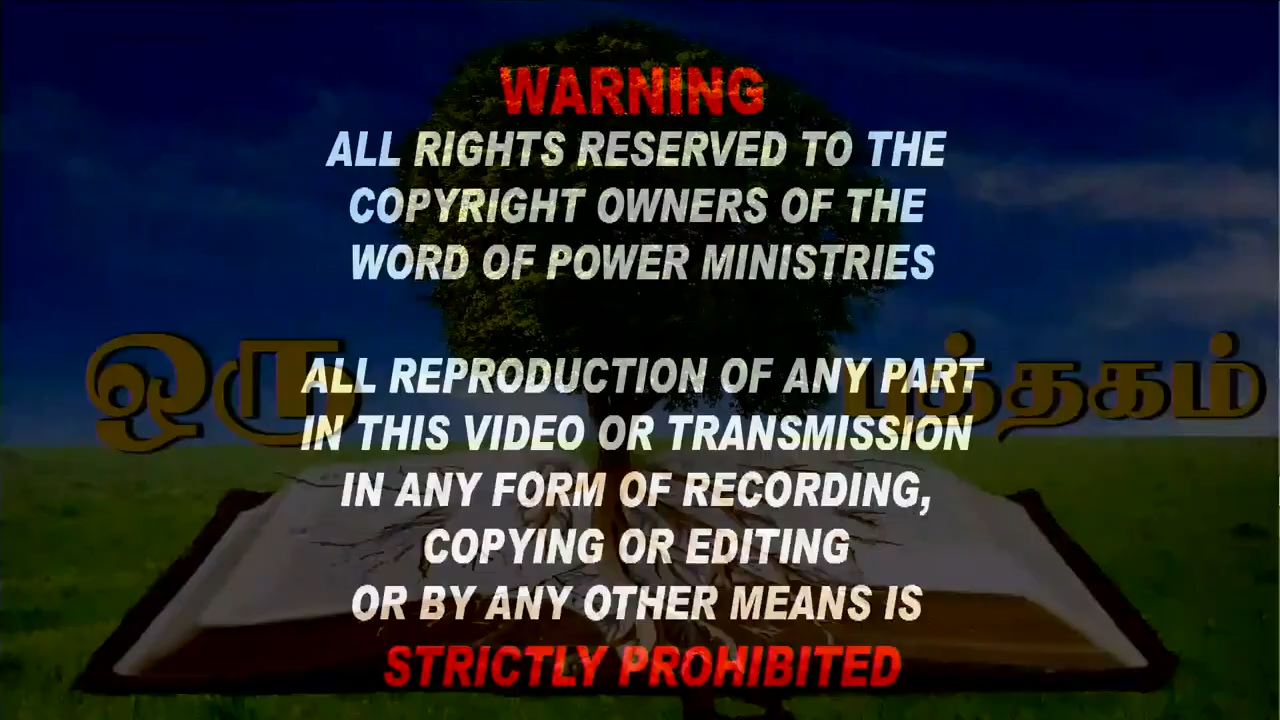 WARNING
ALL RIGHTS RESERVED TO THE
COPYRIGHT OWNERS OF THE
WORD OF POWER MINISTRIES
ஒரு புத்தகம்
ALL REPRODUCTION OF ANY PART
IN THIS VIDEO OR TRANSMISSION
IN ANY FORM OF RECORDING,
COPYING OR EDITING
OR BY ANY OTHER MEANS IS
STRICTLY PROHIBITED